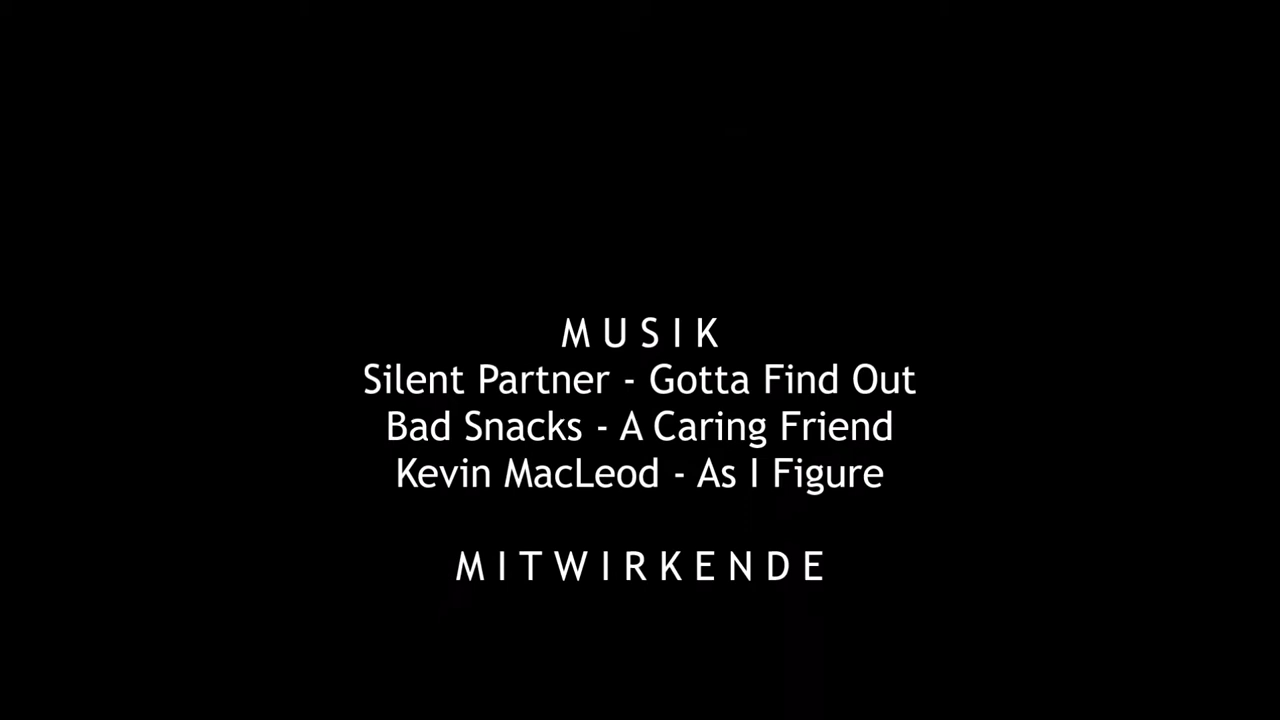 M U S I K
Silent Partner - Gotta Find Out
Bad Snacks - A Caring Friend
Kevin MacLeod - As I Figure
M I T W I R K E N D E